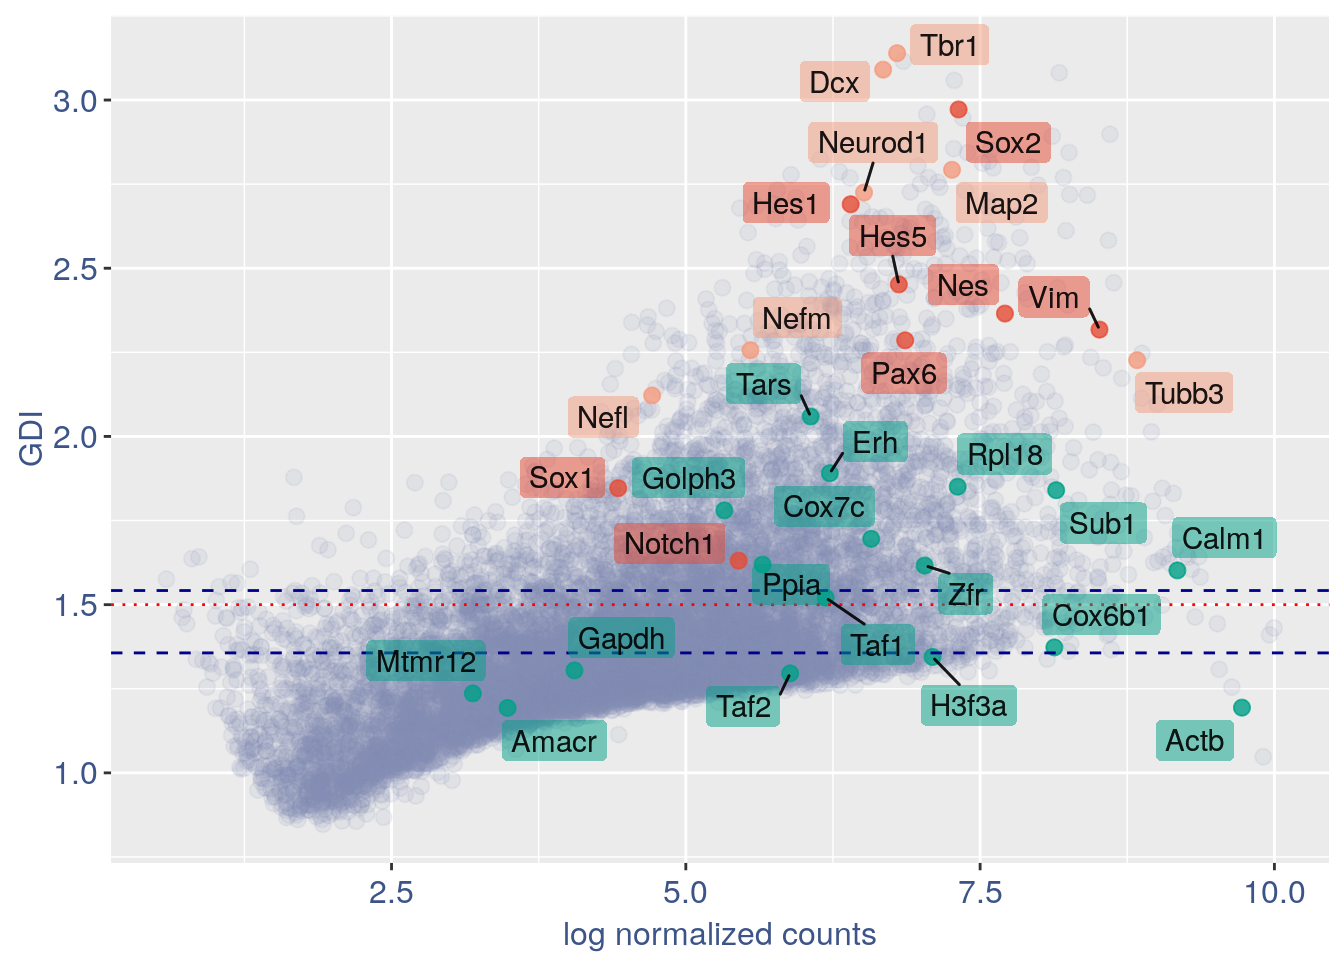 Tbr1
Dcx
Neurod1
Sox2
Hes1
Map2
Hes5
Nes
Vim
Nefm
Pax6
Tars
Tubb3
Nefl
Erh
Rpl18
Sox1
Golph3
Cox7c
Sub1
Calm1
Notch1
Ppia
Zfr
Cox6b1
Gapdh
Taf1
Mtmr12
Taf2
H3f3a
Amacr
Actb
3.0
2.5
2.0
1.5
1.0
GDI
2.5
5.0
7.5
10.0
log normalized counts